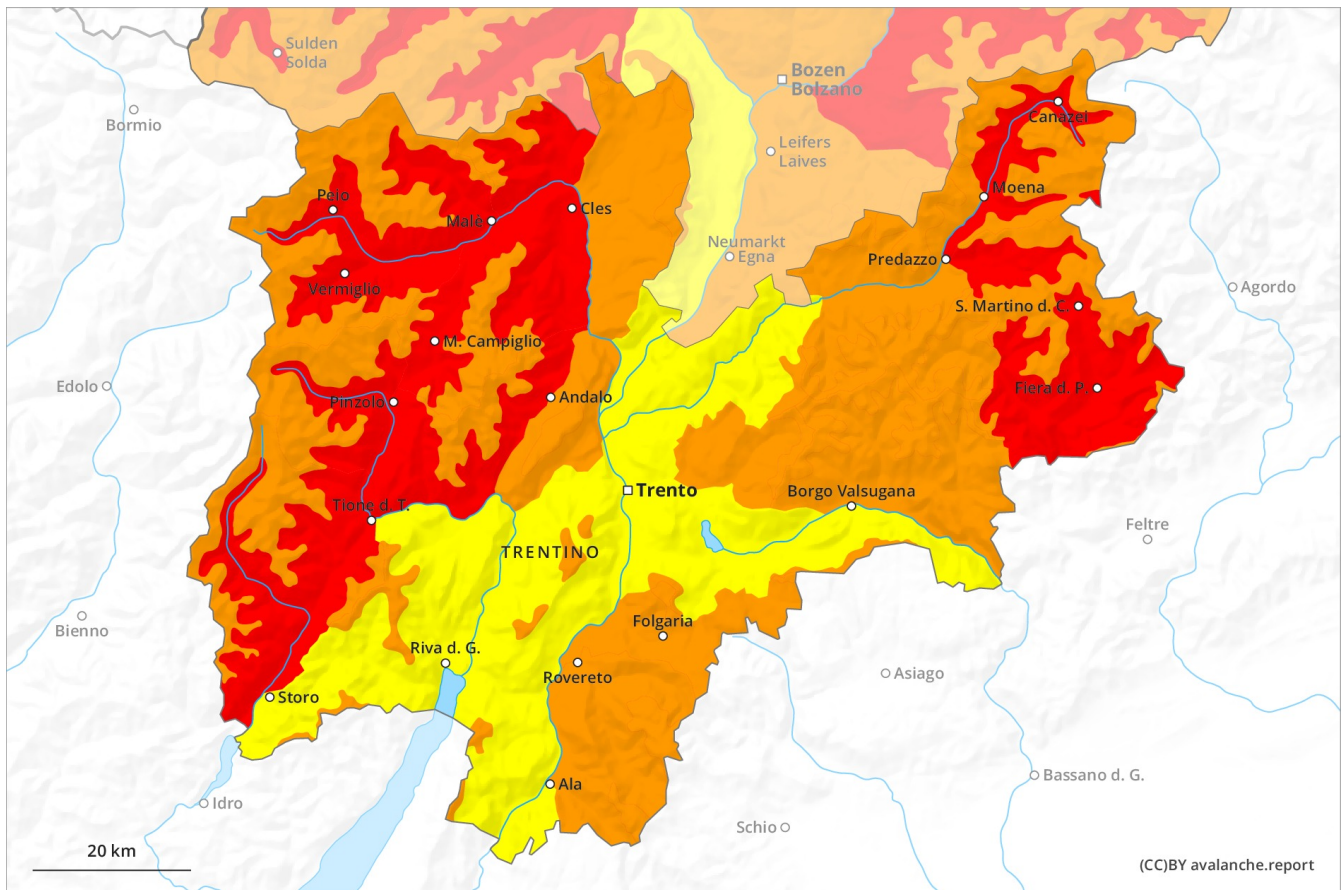 Sulden
Solda
Bozen
Bolzano
Bormio
Canazei
Leifers
Laives
Peio
Moena
Malè
Cles
Neumarkt
Egna
Predazzo
Vermiglio
Agordo
S. Martino d. C.
M. Campiglio
Edolo
Fiera d. P.
Pinzolo
Andalo
Trento
Borgo Valsugana
Tione d. T.
Feltre
TRENTINO
Bienno
Folgaria
Riva d. G.
Rovereto
Asiago
Storo
Ala
Bassano d. G.
Idro
Schio
20 km
(CC)BY avalanche.report